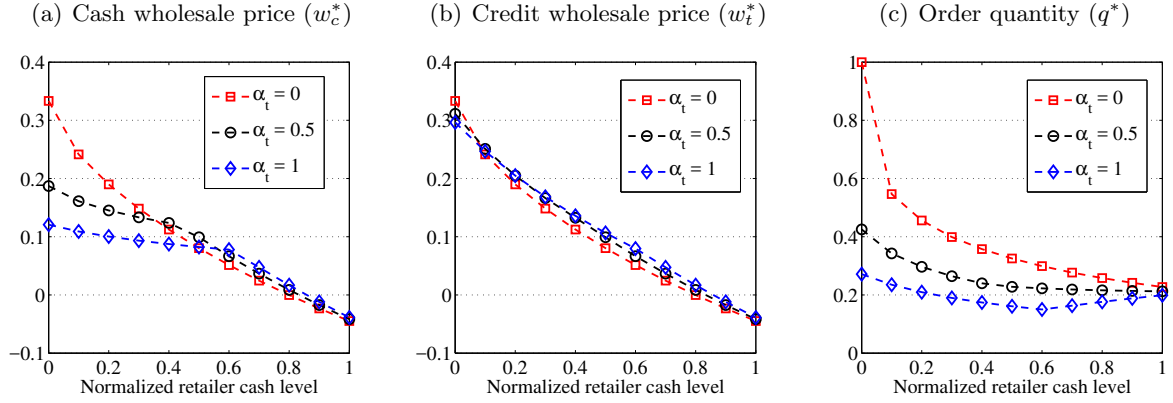 (a) Cash wholesale price (w_c^*)
0.4
0.3
0.2
0.1
0
−0.1
0 0.2 0.4 0.6 0.8 1
Normalized retailer cash level
α_t = 0
α_t = 0.5
α_t = 1
(b) Credit wholesale price (w_t^*)
0.4
0.3
0.2
0.1
0
−0.1
0 0.2 0.4 0.6 0.8 1
Normalized retailer cash level
α_t = 0
α_t = 0.5
α_t = 1
(c) Order quantity (q^*)
1
0.8
0.6
0.4
0.2
0
0 0.2 0.4 0.6 0.8 1
Normalized retailer cash level
α_t = 0
α_t = 0.5
α_t = 1